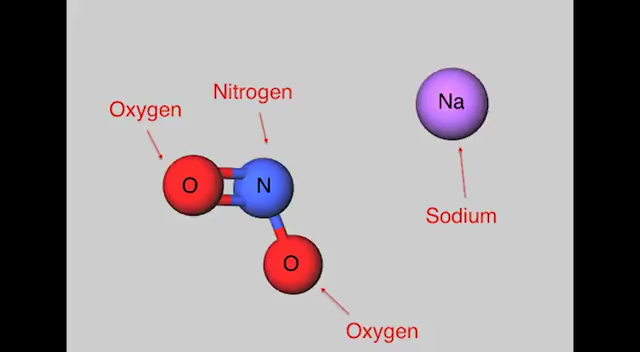 Nitrogen
Oxygen
Na
O
N
Sodium
O
Oxygen